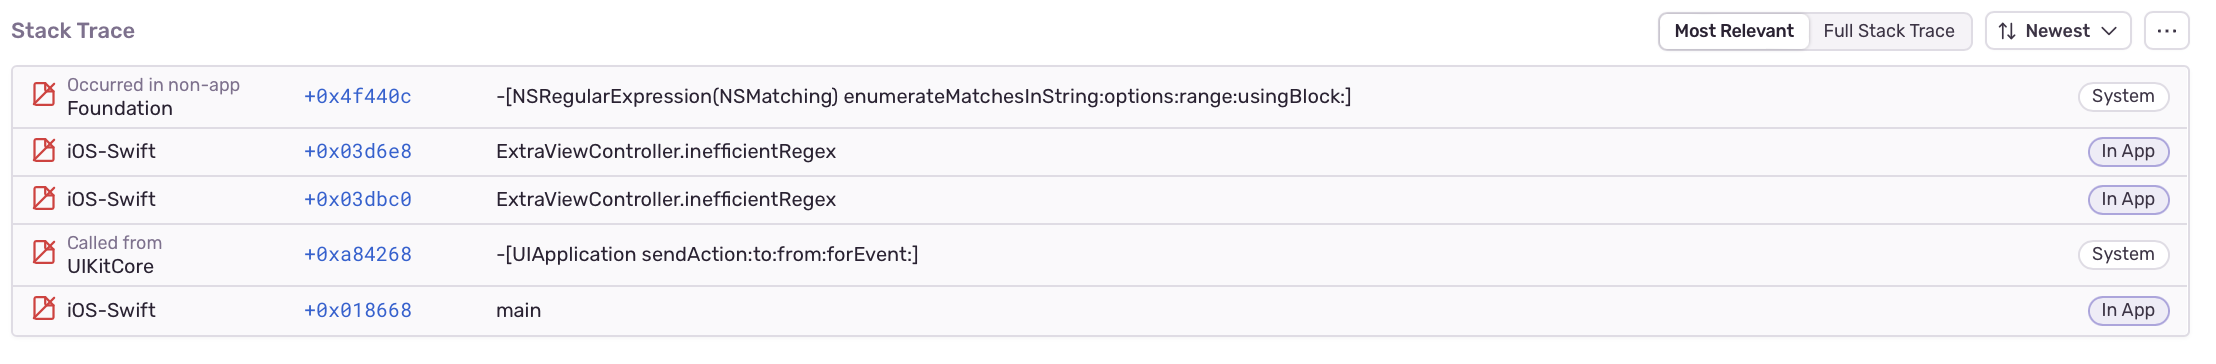 Stack Trace
Most Relevant Full Stack Trace Newest ...
Occurred in non-app
Foundation +0x4f440c -[NSRegularExpression(NSMatching) enumerateMatchesInString:options:range:usingBlock:] System
iOS-Swift +0x03d6e8 ExtraViewController.inefficientRegex In App
iOS-Swift +0x03dbc0 ExtraViewController.inefficientRegex In App
Called from
UIKitCore +0xa84268 -[UIApplication sendAction:to:from:forEvent:] System
iOS-Swift +0x018668 main In App